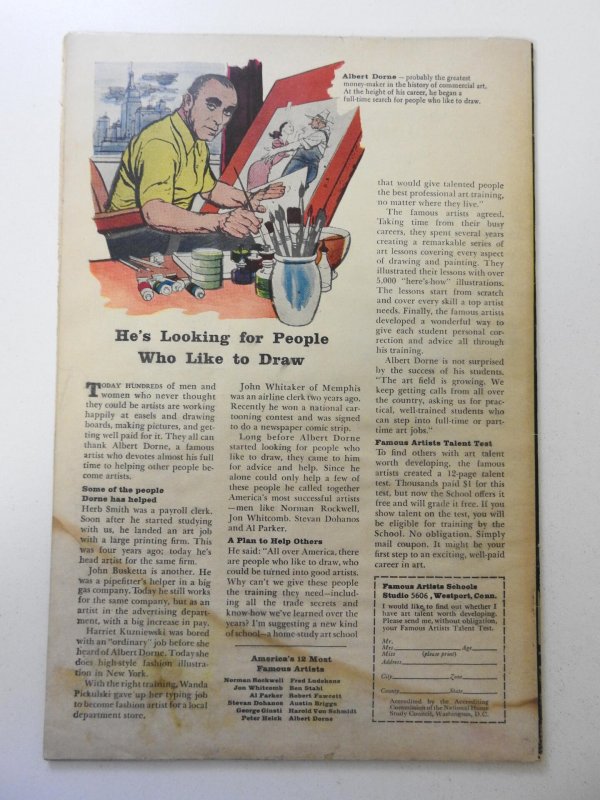 Albert Dorne — probably the greatest
money-maker in the history of commercial art.
At the height of his career, he began a
full-time search for people who like to draw.
He's Looking for People
Who Like to Draw
TODAY HUNDREDS of men and
women who never thought
they could be artists are working
happily at easels and drawing
boards, making pictures, and get-
ting well paid for it. They all can
thank Albert Dorne, a famous
artist who devotes almost his full
time to helping other people be-
come artists.
Some of the people
Dorne has helped
Herb Smith was a payroll clerk.
Soon after he started studying
with us, he landed an art job
with a large printing firm. This
was four years ago; today he's
head artist for the same firm.
John Busketta is another. He
was a pipefitter's helper in a big
gas company. Today he still works
for the same company, but as an
artist in the advertising depart-
ment, with a big increase in pay.
Harriet Kuzniewski was bored
with an "ordinary" job before she
heard of Albert Dorne. Today she
does high-style fashion illustra-
tion in New York.
With the right training, Wanda
Pickulski gave up her typing job
to become fashion artist for a local
department store.
John Whitaker of Memphis
was an airline clerk two years ago.
Recently he won a national car-
tooning contest and was signed
to do a newspaper comic strip.
Long before Albert Dorne
started looking for people who
like to draw, they came to him
for advice and help. Since he
alone could only help a few of
these people he called together
America's most successful artists
—men like Norman Rockwell,
Jon Whitcomb, Stevan Dohanos
and Al Parker.
A Plan to Help Others
He said: "All over America, there
are people who like to draw, who
could be turned into good artists.
Why can't we give these people
the training they need—includ-
ing all the trade secrets and
know-how we've learned over the
years? I'm suggesting a new kind
of school—a home-study art school
America's 12 Most
Famous Artists
Norman Rockwell Fred Ludekens
Jon Whitcomb Ben Stahl
Al Parker Robert Fawcett
Stevan Dohanos Austin Briggs
George Giusti Harold Von Schmidt
Peter Helck Albert Dorne
that would give talented people
the best professional art training,
no matter where they live."
The famous artists agreed.
Taking time from their busy
careers, they spent several years
creating a remarkable series of
art lessons covering every aspect
of drawing and painting. They
illustrated their lessons with over
5,000 "here's-how" illustrations.
The lessons start from scratch
and cover every skill a top artist
needs. Finally, the famous artists
developed a wonderful way to
give each student personal cor-
rection and advice all through
his training.
Albert Dorne is not surprised
by the success of his students.
"The art field is growing. We
keep getting calls from all over
the country, asking us for prac-
tical, well-trained students who
can step into full-time or part-
time art jobs."
Famous Artists Talent Test
To find others with art talent
worth developing, the famous
artists created a 12-page talent
test. Thousands paid $1 for this
test, but now the School offers it
free and will grade it free. If you
show talent on the test, you will
be eligible for training by the
School. No obligation. Simply
mail coupon. It might be your
first step to an exciting, well-paid
career in art.
Famous Artists Schools
Studio 5606, Westport, Conn.
I would like to find out whether I
have art talent worth developing.
Please send me, without obligation,
your Famous Artists Talent Test.
Mr.
Mrs. Age
Miss (please print)
Address
City Zone
County State
Accredited by the Accrediting
Commission of the National Home
Study Council, Washington, D.C.